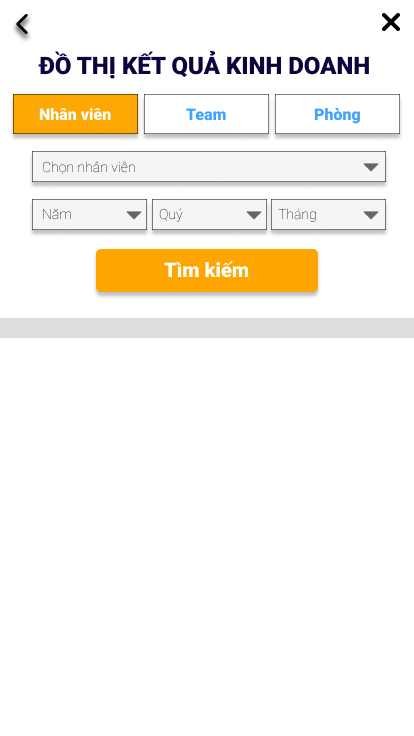 ĐỒ THỊ KẾT QUẢ KINH DOANH
Nhân viên Team Phòng
Chọn nhân viên
Năm Quý Tháng
Tìm kiếm